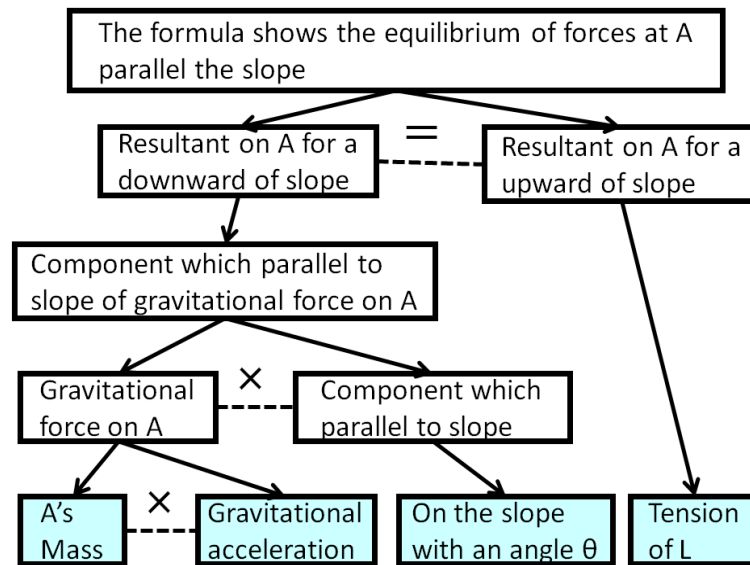 The formula shows the equilibrium of forces at A
parallel the slope
=
Resultant on A for a
downward of slope
Resultant on A for a
upward of slope
Component which parallel to
slope of gravitational force on A
Gravitational
force on A
×
Component which
parallel to slope
A's
Mass
×
Gravitational
acceleration
On the slope
with an angle θ
Tension
of L